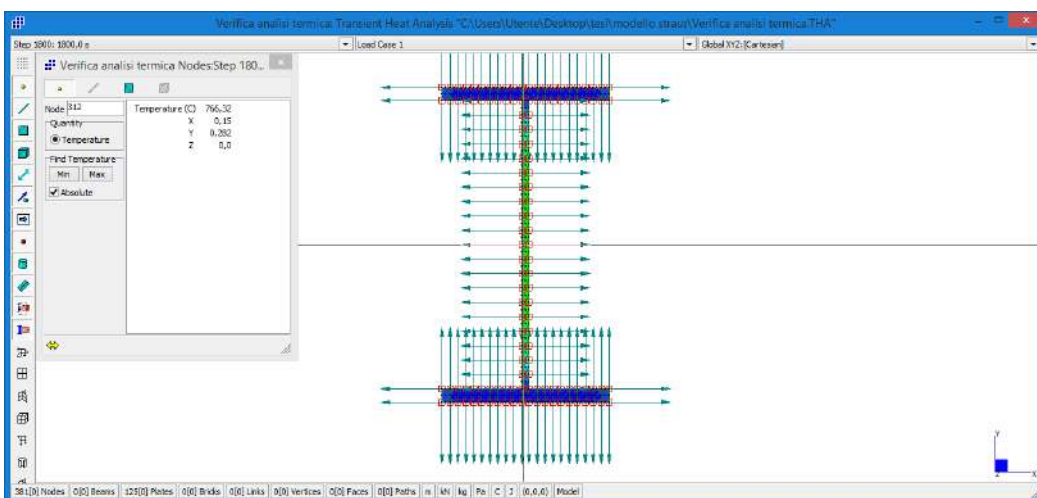 Verifica analisi termica: Transient Heat Analysis "C:\Users\Utente\Desktop\tesi\modello straus\Verifica analisi termica.THA"
Step 1800: 1800,0 s
Load Case 1
Global XYZ:[Cartesian]
Verifica analisi termica Nodes:Step 180...
Node 312
Quantity
Temperature
Find Temperature
Min Max
Absolute
Temperature (C) 766,32
X 0,15
Y 0,282
Z 0,0
Y
X
381[0] Nodes 0[0] Beams 125[0] Plates 0[0] Bricks 0[0] Links 0[0] Vertices 0[0] Faces 0[0] Paths m kN kg Pa C J (0,0,0) Model